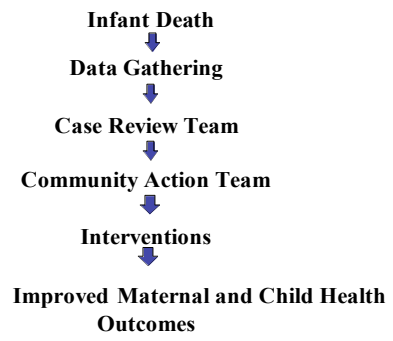 Infant Death
Data Gathering
Case Review Team
Community Action Team
Interventions
Improved Maternal and Child Health
Outcomes